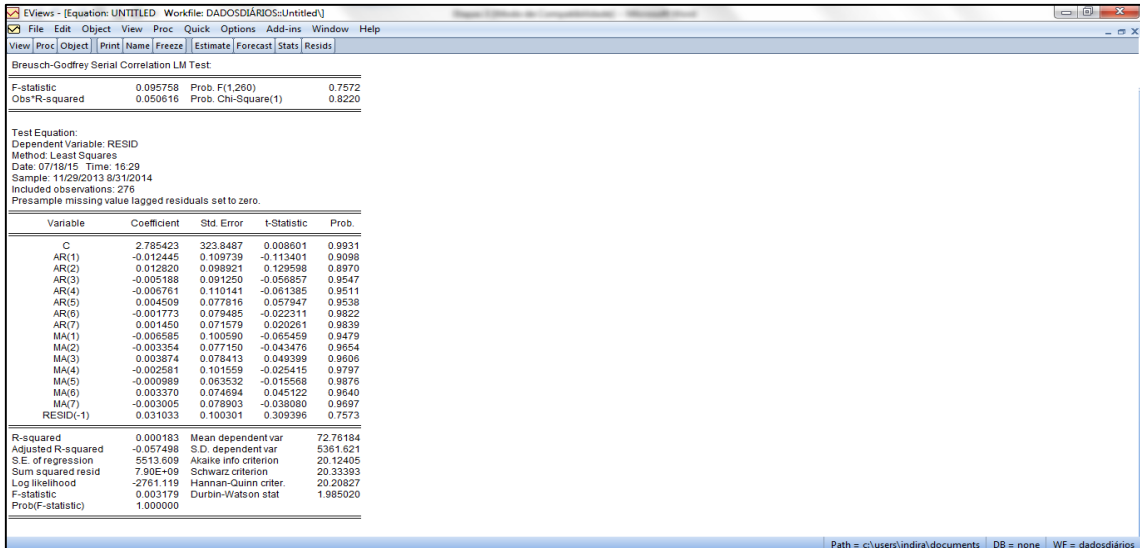 EViews - [Equation: UNTITLED Workfile: DADOSDIÁRIOS::Untitled\]
File Edit Object View Proc Quick Options Add-ins Window Help
View Proc Object Print Name Freeze Estimate Forecast Stats Resids
Breusch-Godfrey Serial Correlation LM Test:
F-statistic 0.095758 Prob. F(1,260) 0.7572
Obs*R-squared 0.050616 Prob. Chi-Square(1) 0.8220
Test Equation:
Dependent Variable: RESID
Method: Least Squares
Date: 07/18/15 Time: 16:29
Sample: 11/29/2013 8/31/2014
Included observations: 276
Presample missing value lagged residuals set to zero.
Variable Coefficient Std. Error t-Statistic Prob.
C 2.785423 323.8487 0.008601 0.9931
AR(1) -0.012445 0.109739 -0.113401 0.9098
AR(2) 0.012820 0.098921 0.129598 0.8970
AR(3) -0.005188 0.091250 -0.056857 0.9547
AR(4) -0.006761 0.110141 -0.061385 0.9511
AR(5) 0.004509 0.077816 0.057947 0.9538
AR(6) -0.001773 0.079485 -0.022311 0.9822
AR(7) 0.001450 0.071579 0.020261 0.9839
MA(1) -0.006585 0.100590 -0.065459 0.9479
MA(2) -0.003354 0.077150 -0.043476 0.9654
MA(3) 0.003874 0.078413 0.049399 0.9606
MA(4) -0.002581 0.101559 -0.025415 0.9797
MA(5) -0.000989 0.063532 -0.015568 0.9876
MA(6) 0.003370 0.074694 0.045122 0.9640
MA(7) -0.003005 0.078903 -0.038080 0.9697
RESID(-1) 0.031033 0.100301 0.309396 0.7573
R-squared 0.000183 Mean dependent var 72.76184
Adjusted R-squared -0.057498 S.D. dependent var 5361.621
S.E. of regression 5513.609 Akaike info criterion 20.12405
Sum squared resid 7.90E+09 Schwarz criterion 20.33393
Log likelihood -2761.119 Hannan-Quinn criter. 20.20827
F-statistic 0.003179 Durbin-Watson stat 1.985020
Prob(F-statistic) 1.000000
Path = c:\users\indira\documents DB = none WF = dadosdiários